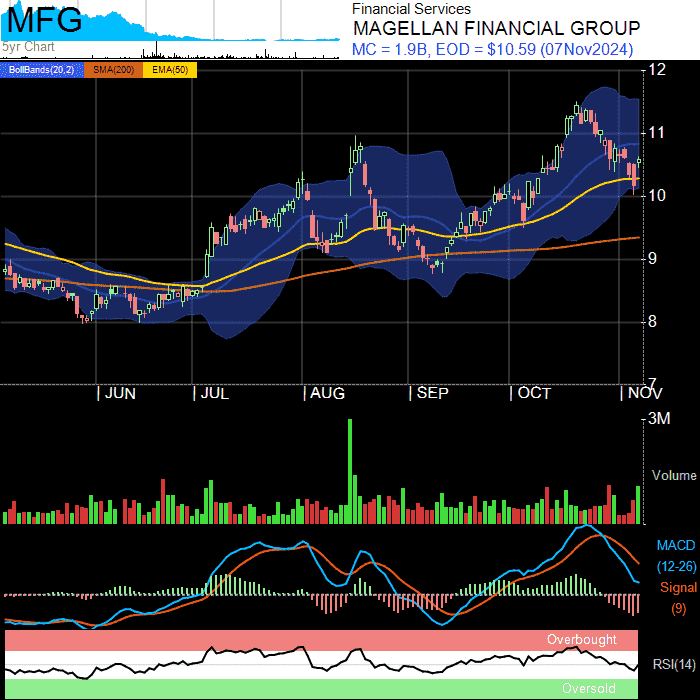 MFG
5yr Chart
Financial Services
MAGELLAN FINANCIAL GROUP
MC = 1.9B, EOD = $10.59 (07Nov2024)
BollBands(20,2) SMA(200) EMA(50)
12
11
10
9
8
7
JUN JUL AUG SEP OCT NOV
3M
Volume
MACD
(12-26)
Signal
(9)
Overbought
RSI(14)
Oversold